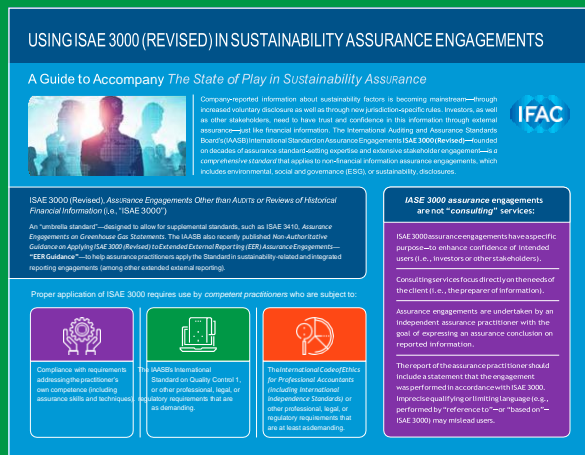 USING ISAE 3000 (REVISED) IN SUSTAINABILITY ASSURANCE ENGAGEMENTS
A Guide to Accompany The State of Play in Sustainability Assurance
Company-reported information about sustainability factors is becoming mainstream—through
increased voluntary disclosure as well as through new jurisdiction-specific rules. Investors, as well
as other stakeholders, need to have trust and confidence in this information through external
assurance—just like financial information. The International Auditing and Assurance Standards
Board's (IAASB) International Standard on Assurance Engagements ISAE 3000 (Revised)—founded
on decades of assurance standard-setting expertise and extensive stakeholder engagement—is a
comprehensive standard that applies to non-financial information assurance engagements, which
includes environmental, social and governance (ESG), or sustainability, disclosures.
IFAC
ISAE 3000 (Revised), Assurance Engagements Other than Audits or Reviews of Historical
Financial Information (i.e., "ISAE 3000")
An "umbrella standard"—designed to allow for supplemental standards, such as ISAE 3410, Assurance
Engagements on Greenhouse Gas Statements. The IAASB also recently published Non-Authoritative
Guidance on Applying ISAE 3000 (Revised) to Extended External Reporting (EER) Assurance Engagements—
"EER Guidance"—to help assurance practitioners apply the Standard in sustainability-related and integrated
reporting engagements (among other extended external reporting).
Proper application of ISAE 3000 requires use by competent practitioners who are subject to:
Compliance with requirements
addressing the practitioner's
own competence (including
assurance skills and techniques).
The IAASB's International
Standard on Quality Control 1,
or other professional, legal, or
regulatory requirements that are
as demanding.
The International Code of Ethics
for Professional Accountants
(including International
Independence Standards) or
other professional, legal, or
regulatory requirements that
are at least as demanding.
IASE 3000 assurance engagements
are not "consulting" services:
ISAE 3000 assurance engagements have a specific
purpose—to enhance confidence of intended
users (i.e., investors or other stakeholders).
Consulting services focus directly on the needs of
the client (i.e., the preparer of information).
Assurance engagements are undertaken by an
independent assurance practitioner with the
goal of expressing an assurance conclusion on
reported information.
The report of the assurance practitioner should
include a statement that the engagement
was performed in accordance with ISAE 3000.
Imprecise qualifying or limiting language (e.g.,
performed by "reference to"—or "based on"—
ISAE 3000) may mislead users.